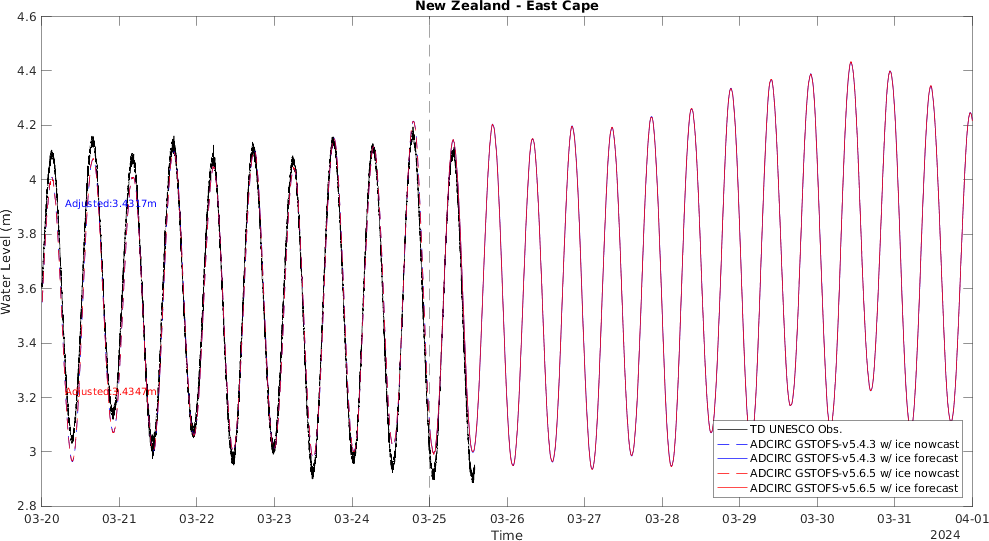 New Zealand - East Cape
4.6
4.4
4.2
4
3.8
3.6
3.4
3.2
3
2.8
Water Level (m)
Adjusted:3.4317m
Adjusted:3.4347m
TD UNESCO Obs.
ADCIRC GSTOFS-v5.4.3 w/ ice nowcast
ADCIRC GSTOFS-v5.4.3 w/ ice forecast
ADCIRC GSTOFS-v5.6.5 w/ ice nowcast
ADCIRC GSTOFS-v5.6.5 w/ ice forecast
03-20 03-21 03-22 03-23 03-24 03-25 03-26 03-27 03-28 03-29 03-30 03-31 04-01
Time
2024